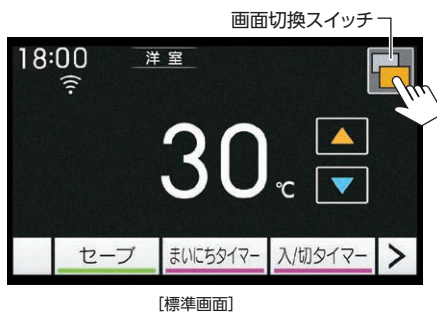 画面切換スイッチ
18:00
洋室
30℃
セーブ
まいにちタイマー
入/切タイマー
>
[標準画面]